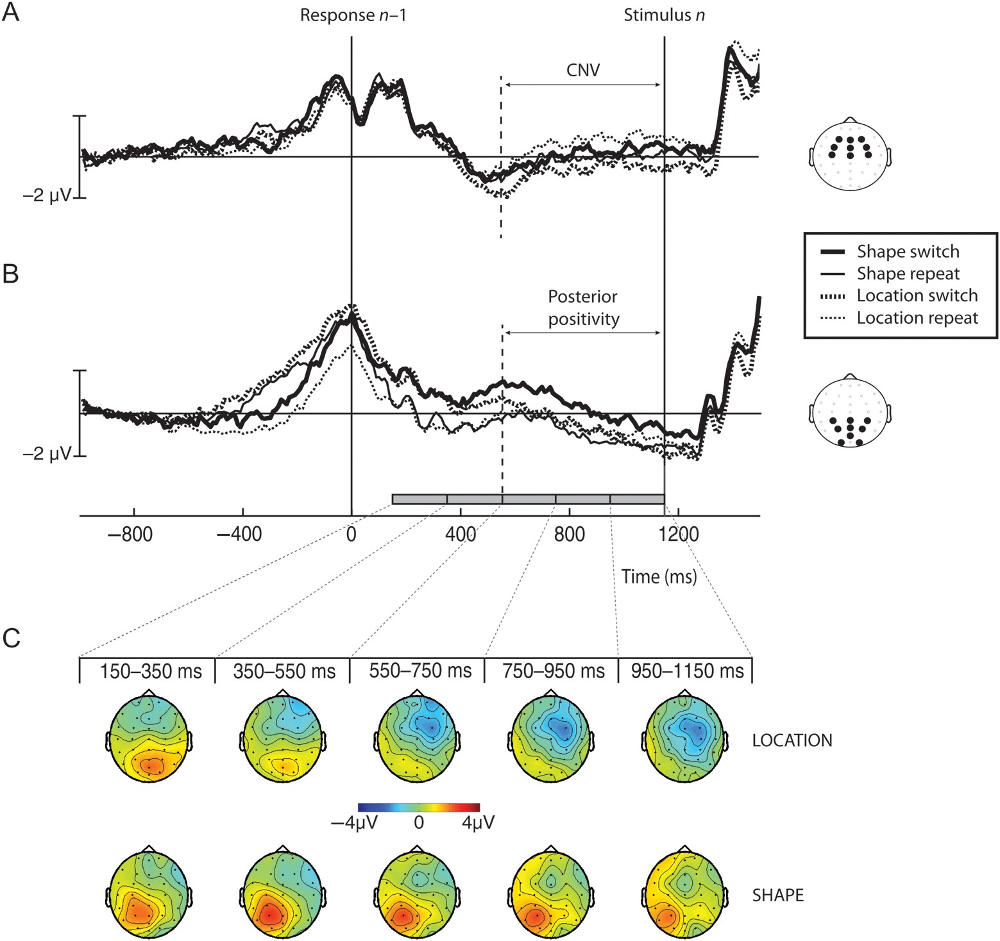 A
Response n–1
Stimulus n
CNV
–2 µV
Shape switch
Shape repeat
Location switch
Location repeat
B
Posterior
positivity
–2 µV
–800
–400
0
400
800
1200
Time (ms)
C
150–350 ms
350–550 ms
550–750 ms
750–950 ms
950–1150 ms
LOCATION
–4µV
0
4µV
SHAPE